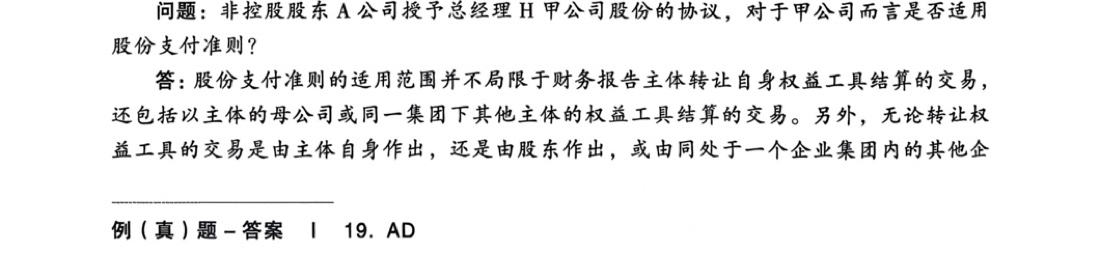 问题：非控股股东 A 公司授予总经理 H 甲公司股份的协议，对于甲公司而言是否适用
股份支付准则？
答：股份支付准则的适用范围并不局限于财务报告主体转让自身权益工具结算的交易，
还包括以主体的母公司或同一集团下其他主体的权益工具结算的交易。另外，无论转让权
益工具的交易是由主体自身作出，还是由股东作出，或由同处于一个企业集团内的其他企
例（真）题－答案 | 19. AD